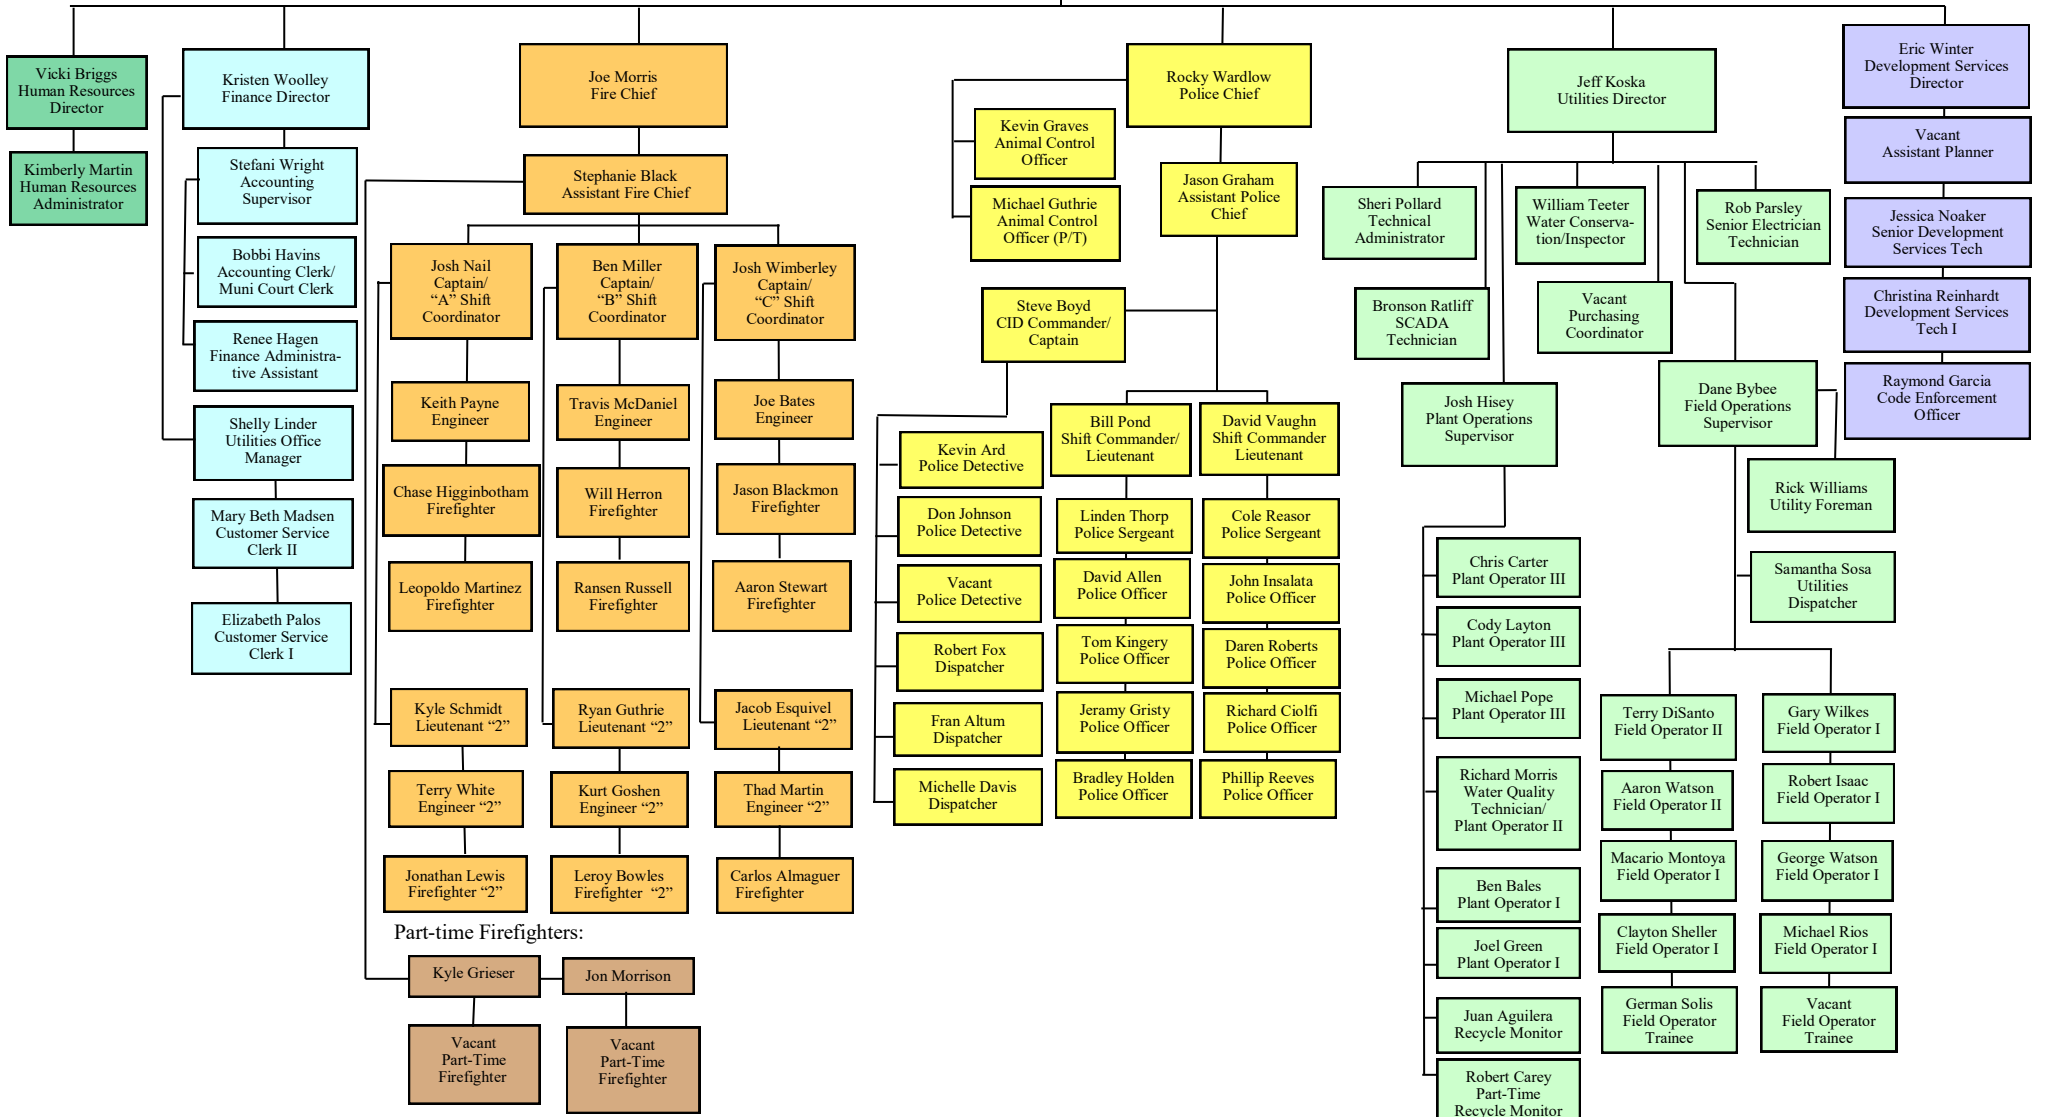 Vicki Briggs
Human Resources
Director
Kimberly Martin
Human Resources
Administrator
Kristen Woolley
Finance Director
Stefani Wright
Accounting
Supervisor
Bobbi Havins
Accounting Clerk/
Muni Court Clerk
Renee Hagen
Finance Administra-
tive Assistant
Shelly Linder
Utilities Office
Manager
Mary Beth Madsen
Customer Service
Clerk II
Elizabeth Palos
Customer Service
Clerk I
Joe Morris
Fire Chief
Stephanie Black
Assistant Fire Chief
Josh Nail
Captain/
“A” Shift
Coordinator
Keith Payne
Engineer
Chase Higginbotham
Firefighter
Leopoldo Martinez
Firefighter
Kyle Schmidt
Lieutenant “2”
Terry White
Engineer “2”
Jonathan Lewis
Firefighter “2”
Ben Miller
Captain/
“B” Shift
Coordinator
Travis McDaniel
Engineer
Will Herron
Firefighter
Ransen Russell
Firefighter
Ryan Guthrie
Lieutenant “2”
Kurt Goshen
Engineer “2”
Leroy Bowles
Firefighter “2”
Josh Wimberley
Captain/
“C” Shift
Coordinator
Joe Bates
Engineer
Jason Blackmon
Firefighter
Aaron Stewart
Firefighter
Jacob Esquivel
Lieutenant “2”
Thad Martin
Engineer “2”
Carlos Almaguer
Firefighter
Part-time Firefighters:
Kyle Grieser
Jon Morrison
Vacant
Part-Time
Firefighter
Vacant
Part-Time
Firefighter
Rocky Wardlow
Police Chief
Kevin Graves
Animal Control
Officer
Michael Guthrie
Animal Control
Officer (P/T)
Jason Graham
Assistant Police
Chief
Steve Boyd
CID Commander/
Captain
Kevin Ard
Police Detective
Don Johnson
Police Detective
Vacant
Police Detective
Robert Fox
Dispatcher
Fran Altum
Dispatcher
Michelle Davis
Dispatcher
Bill Pond
Shift Commander/
Lieutenant
Linden Thorp
Police Sergeant
David Allen
Police Officer
Tom Kingery
Police Officer
Jeramy Gristy
Police Officer
Bradley Holden
Police Officer
David Vaughn
Shift Commander
Lieutenant
Cole Reasor
Police Sergeant
John Insalata
Police Officer
Daren Roberts
Police Officer
Richard Ciolfi
Police Officer
Phillip Reeves
Police Officer
Jeff Koska
Utilities Director
Sheri Pollard
Technical
Administrator
William Teeter
Water Conserva-
tion/Inspector
Rob Parsley
Senior Electrician
Technician
Bronson Ratliff
SCADA
Technician
Vacant
Purchasing
Coordinator
Josh Hisey
Plant Operations
Supervisor
Chris Carter
Plant Operator III
Cody Layton
Plant Operator III
Michael Pope
Plant Operator III
Richard Morris
Water Quality
Technician/
Plant Operator II
Ben Bales
Plant Operator I
Joel Green
Plant Operator I
Juan Aguilera
Recycle Monitor
Robert Carey
Part-Time
Recycle Monitor
Dane Bybee
Field Operations
Supervisor
Rick Williams
Utility Foreman
Samantha Sosa
Utilities
Dispatcher
Terry DiSanto
Field Operator II
Aaron Watson
Field Operator II
Macario Montoya
Field Operator I
Clayton Sheller
Field Operator I
German Solis
Field Operator
Trainee
Gary Wilkes
Field Operator I
Robert Isaac
Field Operator I
George Watson
Field Operator I
Michael Rios
Field Operator I
Vacant
Field Operator
Trainee
Eric Winter
Development Services
Director
Vacant
Assistant Planner
Jessica Noaker
Senior Development
Services Tech
Christina Reinhardt
Development Services
Tech I
Raymond Garcia
Code Enforcement
Officer